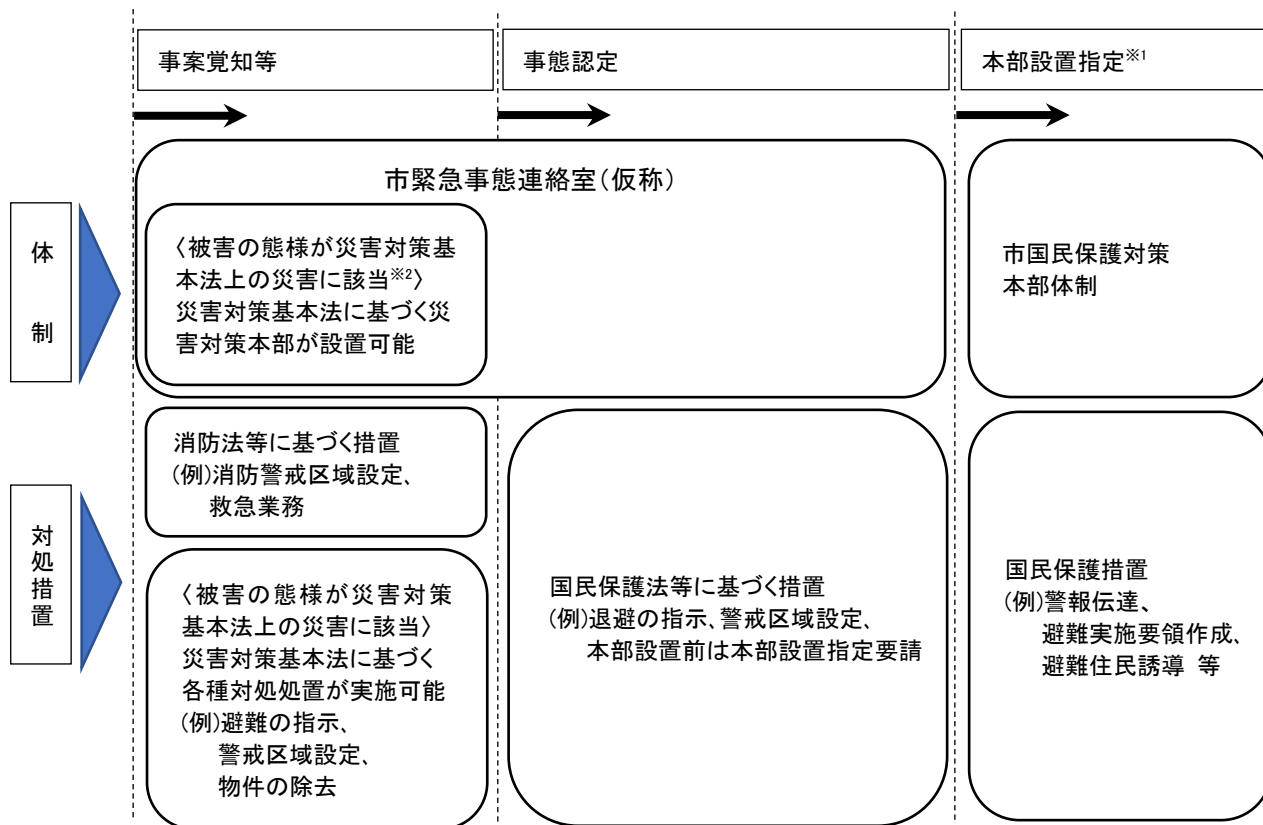 事案覚知等
事態認定
本部設置指定※1
体制
市緊急事態連絡室(仮称)
〈被害の態様が災害対策基
本法上の災害に該当※2〉
災害対策基本法に基づく災
害対策本部が設置可能
市国民保護対策
本部体制
対処措置
消防法等に基づく措置
(例)消防警戒区域設定、
救急業務
〈被害の態様が災害対策
基本法上の災害に該当〉
災害対策基本法に基づく
各種対処処置が実施可能
(例)避難の指示、
警戒区域設定、
物件の除去
国民保護法等に基づく措置
(例)退避の指示、警戒区域設定、
本部設置前は本部設置指定要請
国民保護措置
(例)警報伝達、
避難実施要領作成、
避難住民誘導 等